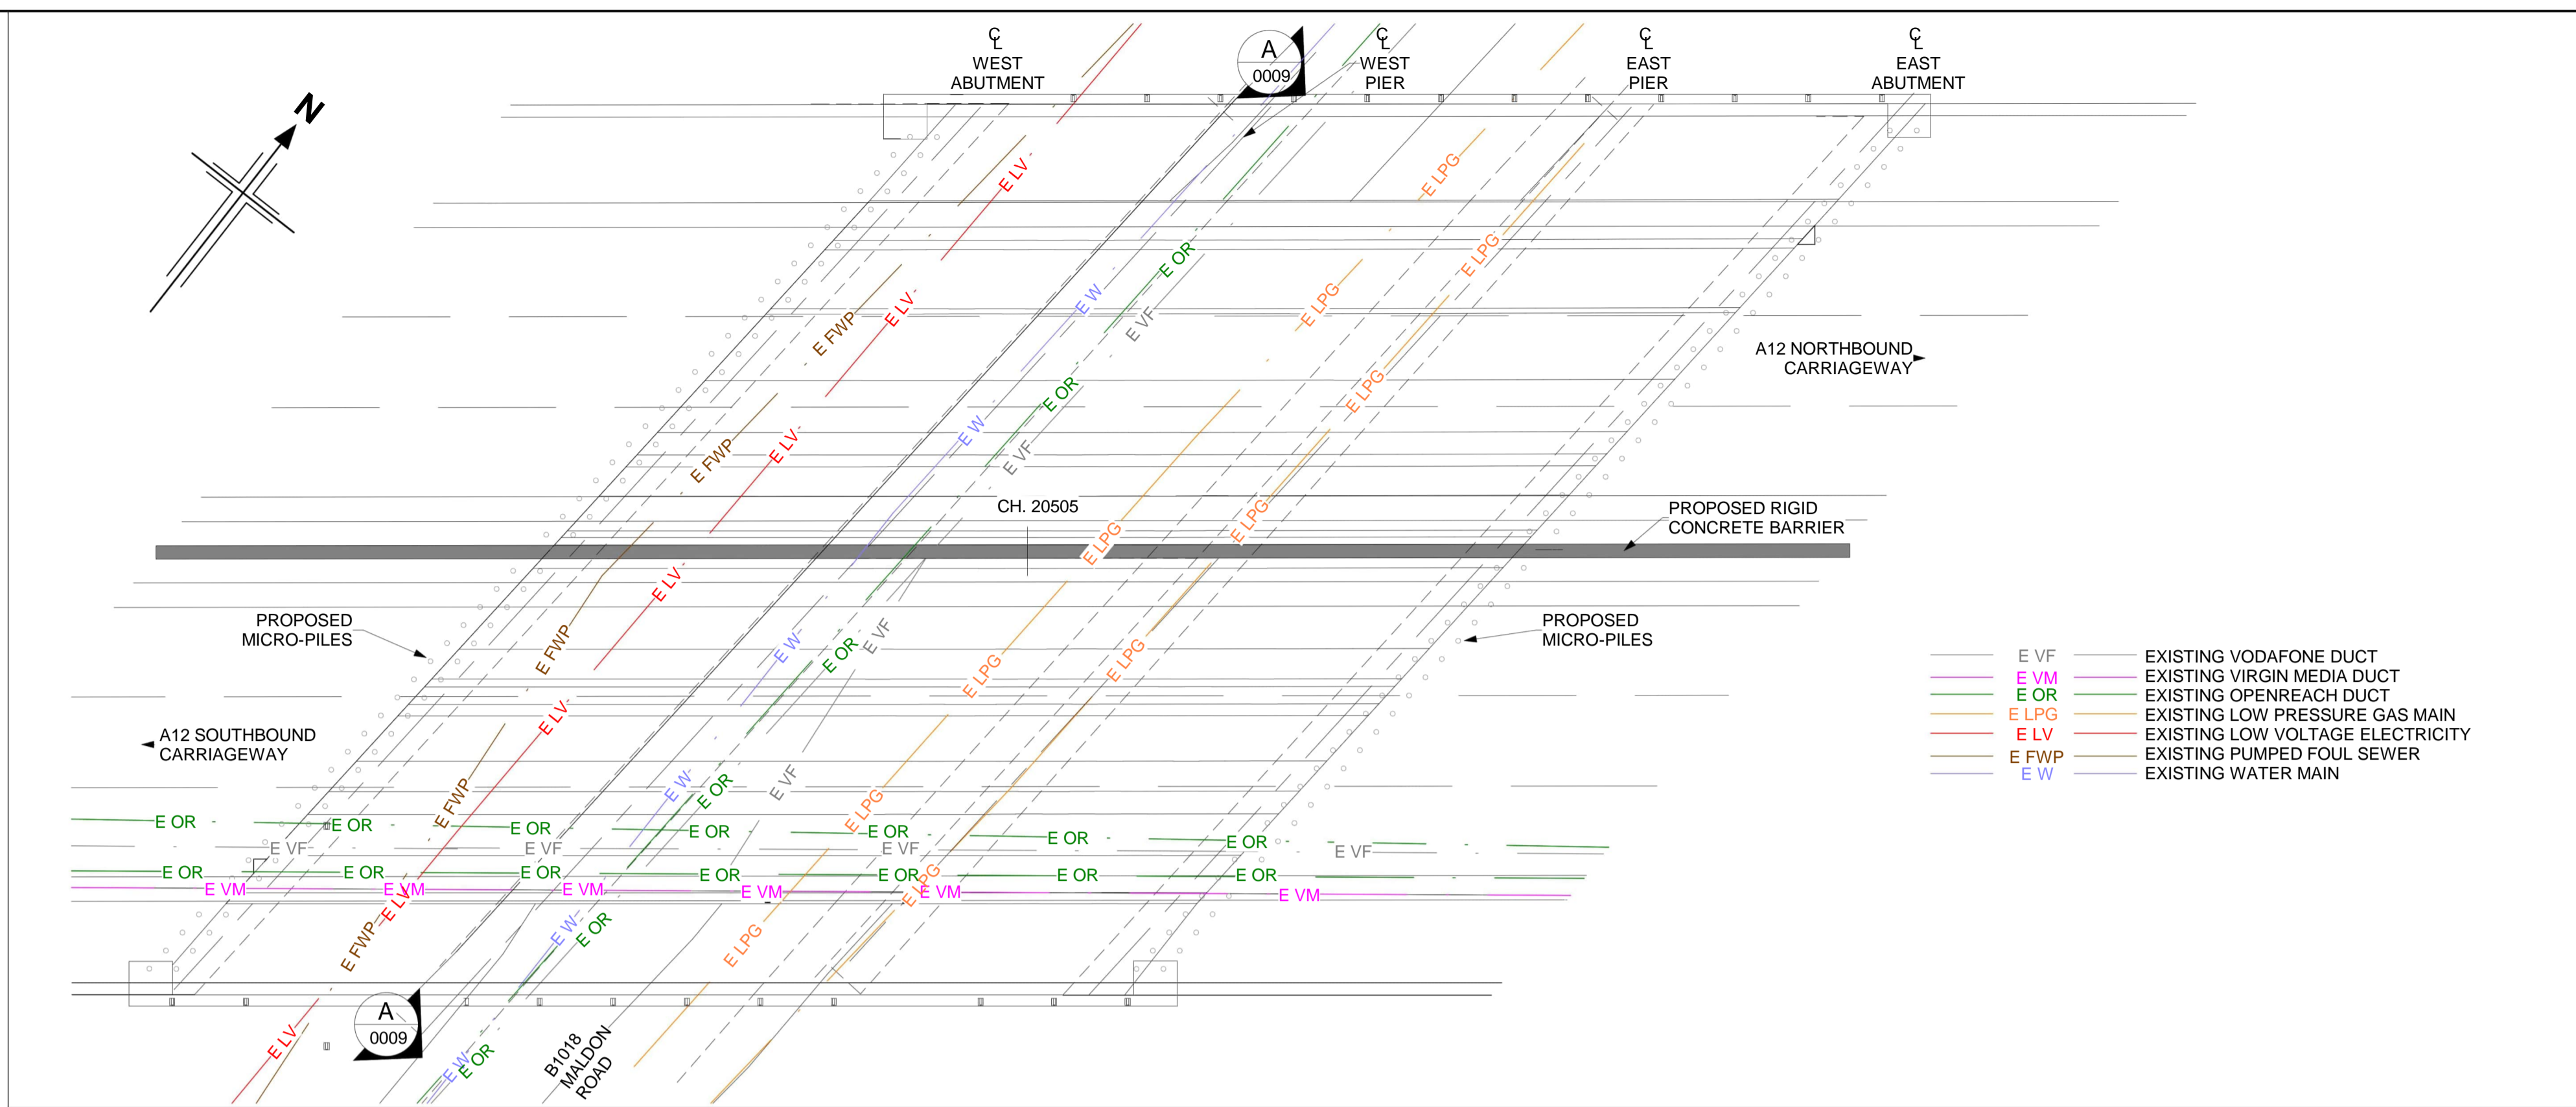 ℄
WEST
ABUTMENT
A
0009
℄
WEST
PIER
℄
EAST
PIER
℄
EAST
ABUTMENT
N
E LV
E LPG
E OR
E LPG
E W
E LV
E LPG
E VF
E FWP
A12 NORTHBOUND
CARRIAGEWAY
E OR
E LPG
E W
E LV
E VF
E FWP
CH. 20505
PROPOSED RIGID
CONCRETE BARRIER
E LPG
E LPG
E LV
PROPOSED
MICRO-PILES
E FWP
E W
E OR
E VF
E LPG
E LPG
PROPOSED
MICRO-PILES
E VF EXISTING VODAFONE DUCT
E VM EXISTING VIRGIN MEDIA DUCT
E OR EXISTING OPENREACH DUCT
E LPG EXISTING LOW PRESSURE GAS MAIN
E LV EXISTING LOW VOLTAGE ELECTRICITY
E FWP EXISTING PUMPED FOUL SEWER
E W EXISTING WATER MAIN
A12 SOUTHBOUND
CARRIAGEWAY
E LV
E FWP
E W
E OR
E VF
E LPG
E OR E OR E OR E OR E OR E OR E OR
E VF E VF E VF E VF
E OR E OR E OR E OR E OR E OR E OR
E LPG
E VM E VM E VM E VM E VM E VM
E LV
E FWP
E W
E OR
E LPG
A
0009
E LV
E W
E OR
B1018
MALDON
ROAD